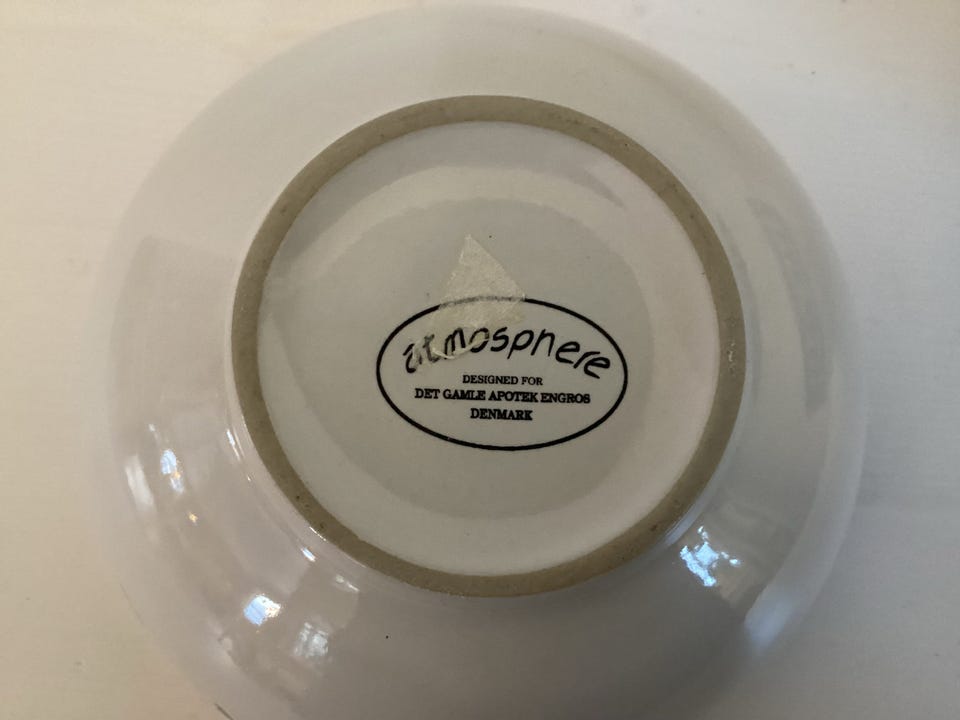 atmosphere
DESIGNED FOR
DET GAMLE APOTEK ENGROS
DENMARK